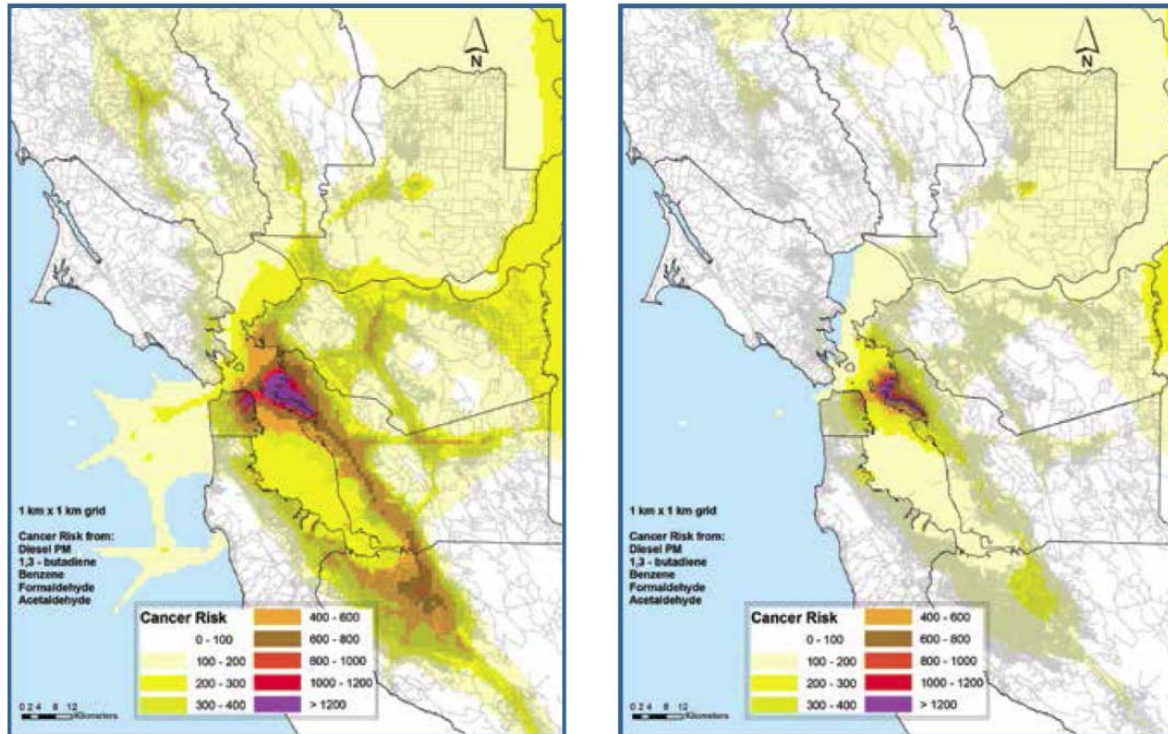 N
1 km x 1 km grid
Cancer Risk from:
Diesel PM
1,3 - butadiene
Benzene
Formaldehyde
Acetaldehyde
Cancer Risk
0 - 100
100 - 200
200 - 300
300 - 400
400 - 600
600 - 800
800 - 1000
1000 - 1200
> 1200
0 2 4 8 12
Kilometers
N
1 km x 1 km grid
Cancer Risk from:
Diesel PM
1,3 - butadiene
Benzene
Formaldehyde
Acetaldehyde
Cancer Risk
0 - 100
100 - 200
200 - 300
300 - 400
400 - 600
600 - 800
800 - 1000
1000 - 1200
> 1200
0 2 4 8 12
Kilometers